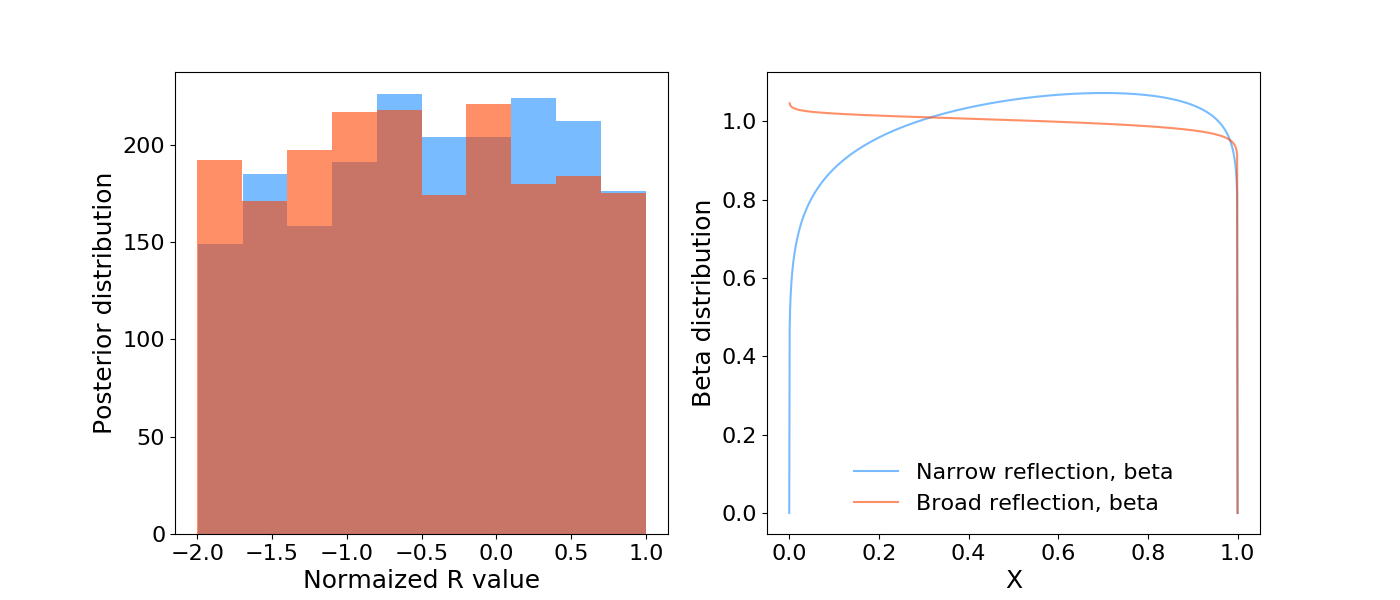 Posterior distribution
200
150
100
50
0
−2.0 −1.5 −1.0 −0.5 0.0 0.5 1.0
Normaized R value
Beta distribution
1.0
0.8
0.6
0.4
0.2
0.0
Narrow reflection, beta
Broad reflection, beta
0.0 0.2 0.4 0.6 0.8 1.0
X